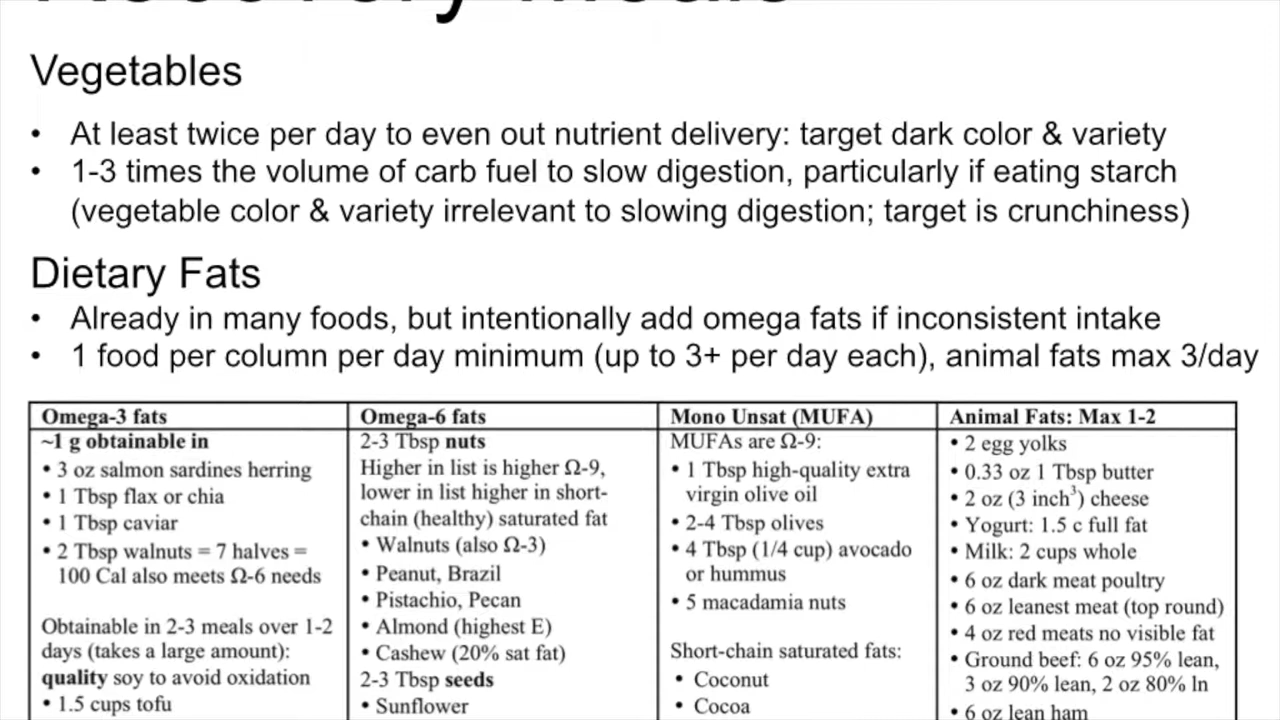 Vegetables
• At least twice per day to even out nutrient delivery: target dark color & variety
• 1-3 times the volume of carb fuel to slow digestion, particularly if eating starch
(vegetable color & variety irrelevant to slowing digestion; target is crunchiness)
Dietary Fats
• Already in many foods, but intentionally add omega fats if inconsistent intake
• 1 food per column per day minimum (up to 3+ per day each), animal fats max 3/day
Omega-3 fats
~1 g obtainable in
• 3 oz salmon sardines herring
• 1 Tbsp flax or chia
• 1 Tbsp caviar
• 2 Tbsp walnuts = 7 halves =
100 Cal also meets Ω-6 needs
Obtainable in 2-3 meals over 1-2
days (takes a large amount):
quality soy to avoid oxidation
• 1.5 cups tofu
Omega-6 fats
2-3 Tbsp nuts
Higher in list is higher Ω-9,
lower in list higher in short-
chain (healthy) saturated fat
• Walnuts (also Ω-3)
• Peanut, Brazil
• Pistachio, Pecan
• Almond (highest E)
• Cashew (20% sat fat)
2-3 Tbsp seeds
• Sunflower
Mono Unsat (MUFA)
MUFAs are Ω-9:
• 1 Tbsp high-quality extra
virgin olive oil
• 2-4 Tbsp olives
• 4 Tbsp (1/4 cup) avocado
or hummus
• 5 macadamia nuts
Short-chain saturated fats:
• Coconut
• Cocoa
Animal Fats: Max 1-2
• 2 egg yolks
• 0.33 oz 1 Tbsp butter
• 2 oz (3 inch³) cheese
• Yogurt: 1.5 c full fat
• Milk: 2 cups whole
• 6 oz dark meat poultry
• 6 oz leanest meat (top round)
• 4 oz red meats no visible fat
• Ground beef: 6 oz 95% lean,
3 oz 90% lean, 2 oz 80% ln
• 6 oz lean ham